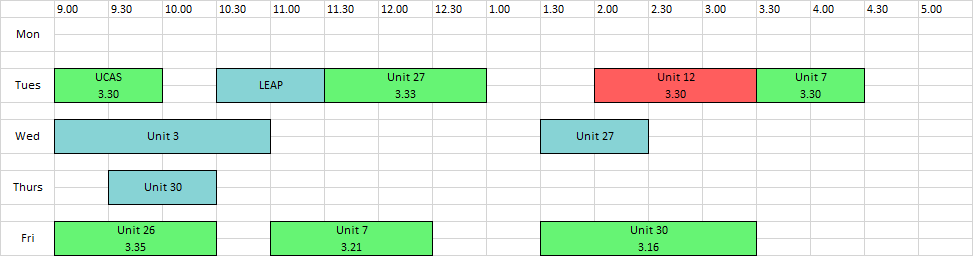 9.00 9.30 10.00 10.30 11.00 11.30 12.00 12.30 1.00 1.30 2.00 2.30 3.00 3.30 4.00 4.30 5.00
Mon
Tues
UCAS
3.30
LEAP
Unit 27
3.33
Unit 12
3.30
Unit 7
3.30
Wed
Unit 3
Unit 27
Thurs
Unit 30
Fri
Unit 26
3.35
Unit 7
3.21
Unit 30
3.16